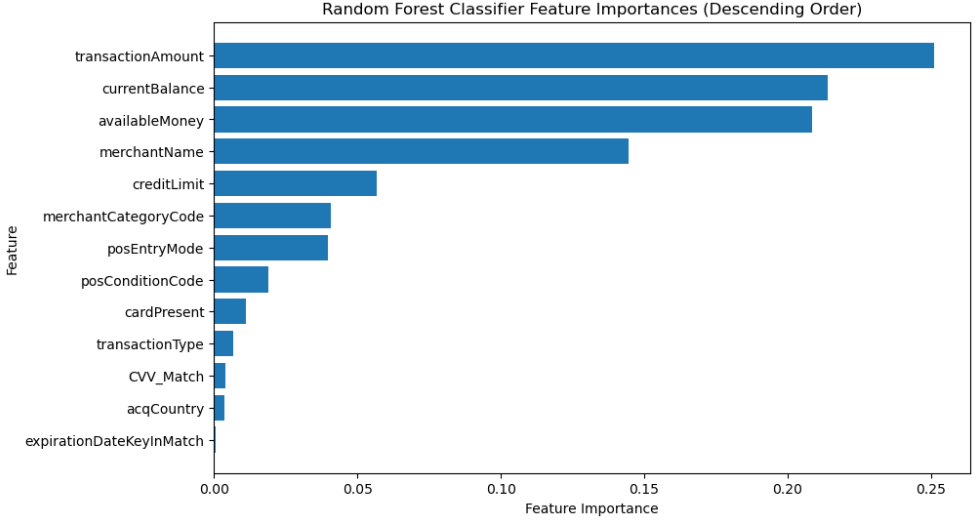 Random Forest Classifier Feature Importances (Descending Order)
transactionAmount
currentBalance
availableMoney
merchantName
creditLimit
merchantCategoryCode
posEntryMode
posConditionCode
cardPresent
transactionType
CVV_Match
acqCountry
expirationDateKeyInMatch
Feature
0.00 0.05 0.10 0.15 0.20 0.25
Feature Importance